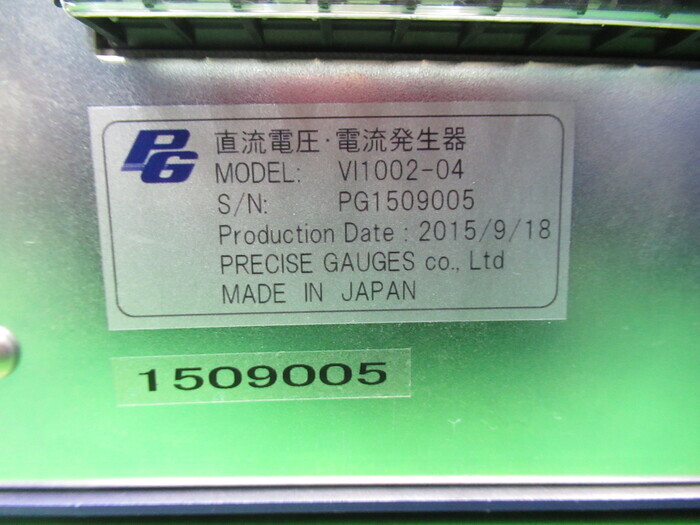 PG
直流電圧・電流発生器
MODEL: VI1002-04
S/N: PG1509005
Production Date : 2015/9/18
PRECISE GAUGES co., Ltd
MADE IN JAPAN
1509005